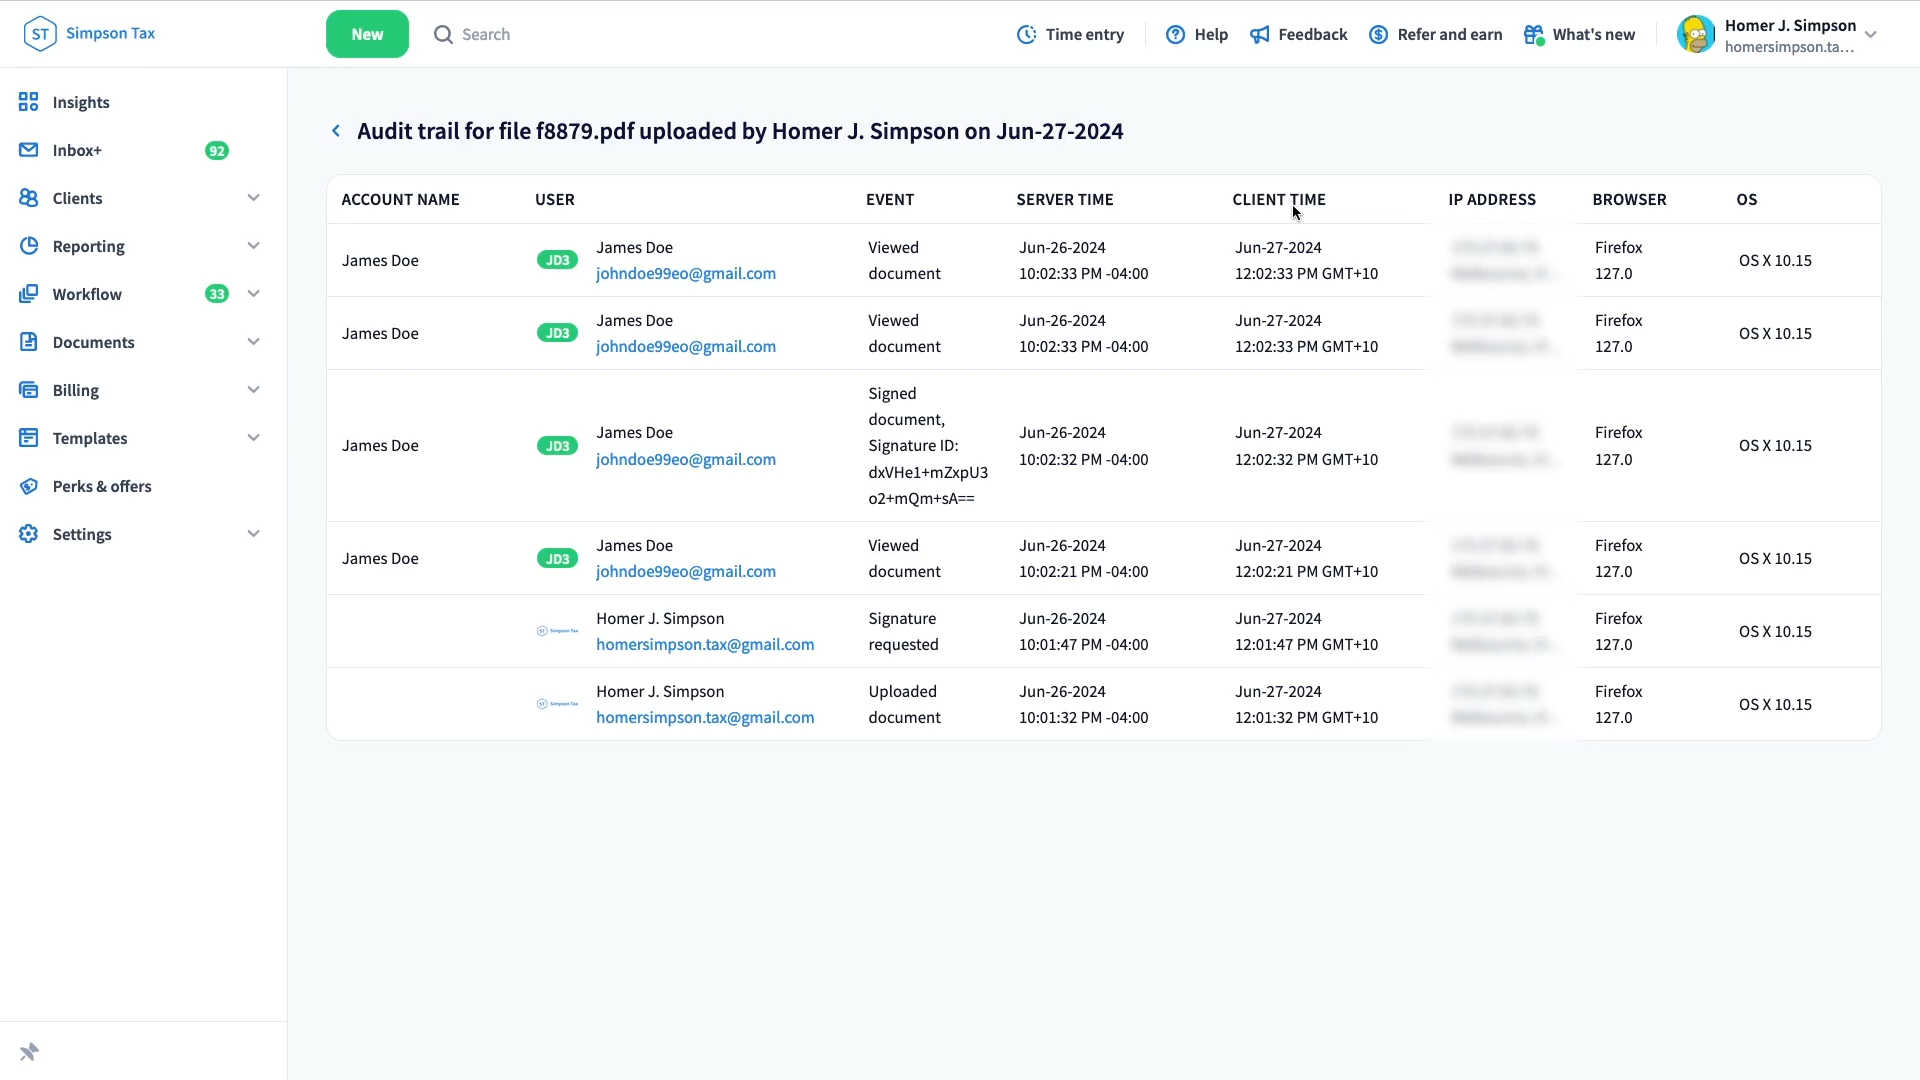 ST Simpson Tax
New
Search
Time entry
Help
Feedback
Refer and earn
What's new
Homer J. Simpson
homersimpson.ta...
Insights
Inbox+ 92
Clients
Reporting
Workflow 33
Documents
Billing
Templates
Perks & offers
Settings
Audit trail for file f8879.pdf uploaded by Homer J. Simpson on Jun-27-2024
ACCOUNT NAME USER EVENT SERVER TIME CLIENT TIME IP ADDRESS BROWSER OS
James Doe JD3 James Doe Viewed Jun-26-2024 Jun-27-2024 Firefox OS X 10.15
johndoe99eo@gmail.com document 10:02:33 PM -04:00 12:02:33 PM GMT+10 127.0
James Doe JD3 James Doe Viewed Jun-26-2024 Jun-27-2024 Firefox OS X 10.15
johndoe99eo@gmail.com document 10:02:33 PM -04:00 12:02:33 PM GMT+10 127.0
Signed
document,
James Doe JD3 James Doe Signature ID: Jun-26-2024 Jun-27-2024 Firefox OS X 10.15
johndoe99eo@gmail.com dxVHe1+mZxpU3 10:02:32 PM -04:00 12:02:32 PM GMT+10 127.0
o2+mQm+sA==
James Doe JD3 James Doe Viewed Jun-26-2024 Jun-27-2024 Firefox OS X 10.15
johndoe99eo@gmail.com document 10:02:21 PM -04:00 12:02:21 PM GMT+10 127.0
ST Simpson Tax Homer J. Simpson Signature Jun-26-2024 Jun-27-2024 Firefox OS X 10.15
homersimpson.tax@gmail.com requested 10:01:47 PM -04:00 12:01:47 PM GMT+10 127.0
ST Simpson Tax Homer J. Simpson Uploaded Jun-26-2024 Jun-27-2024 Firefox OS X 10.15
homersimpson.tax@gmail.com document 10:01:32 PM -04:00 12:01:32 PM GMT+10 127.0